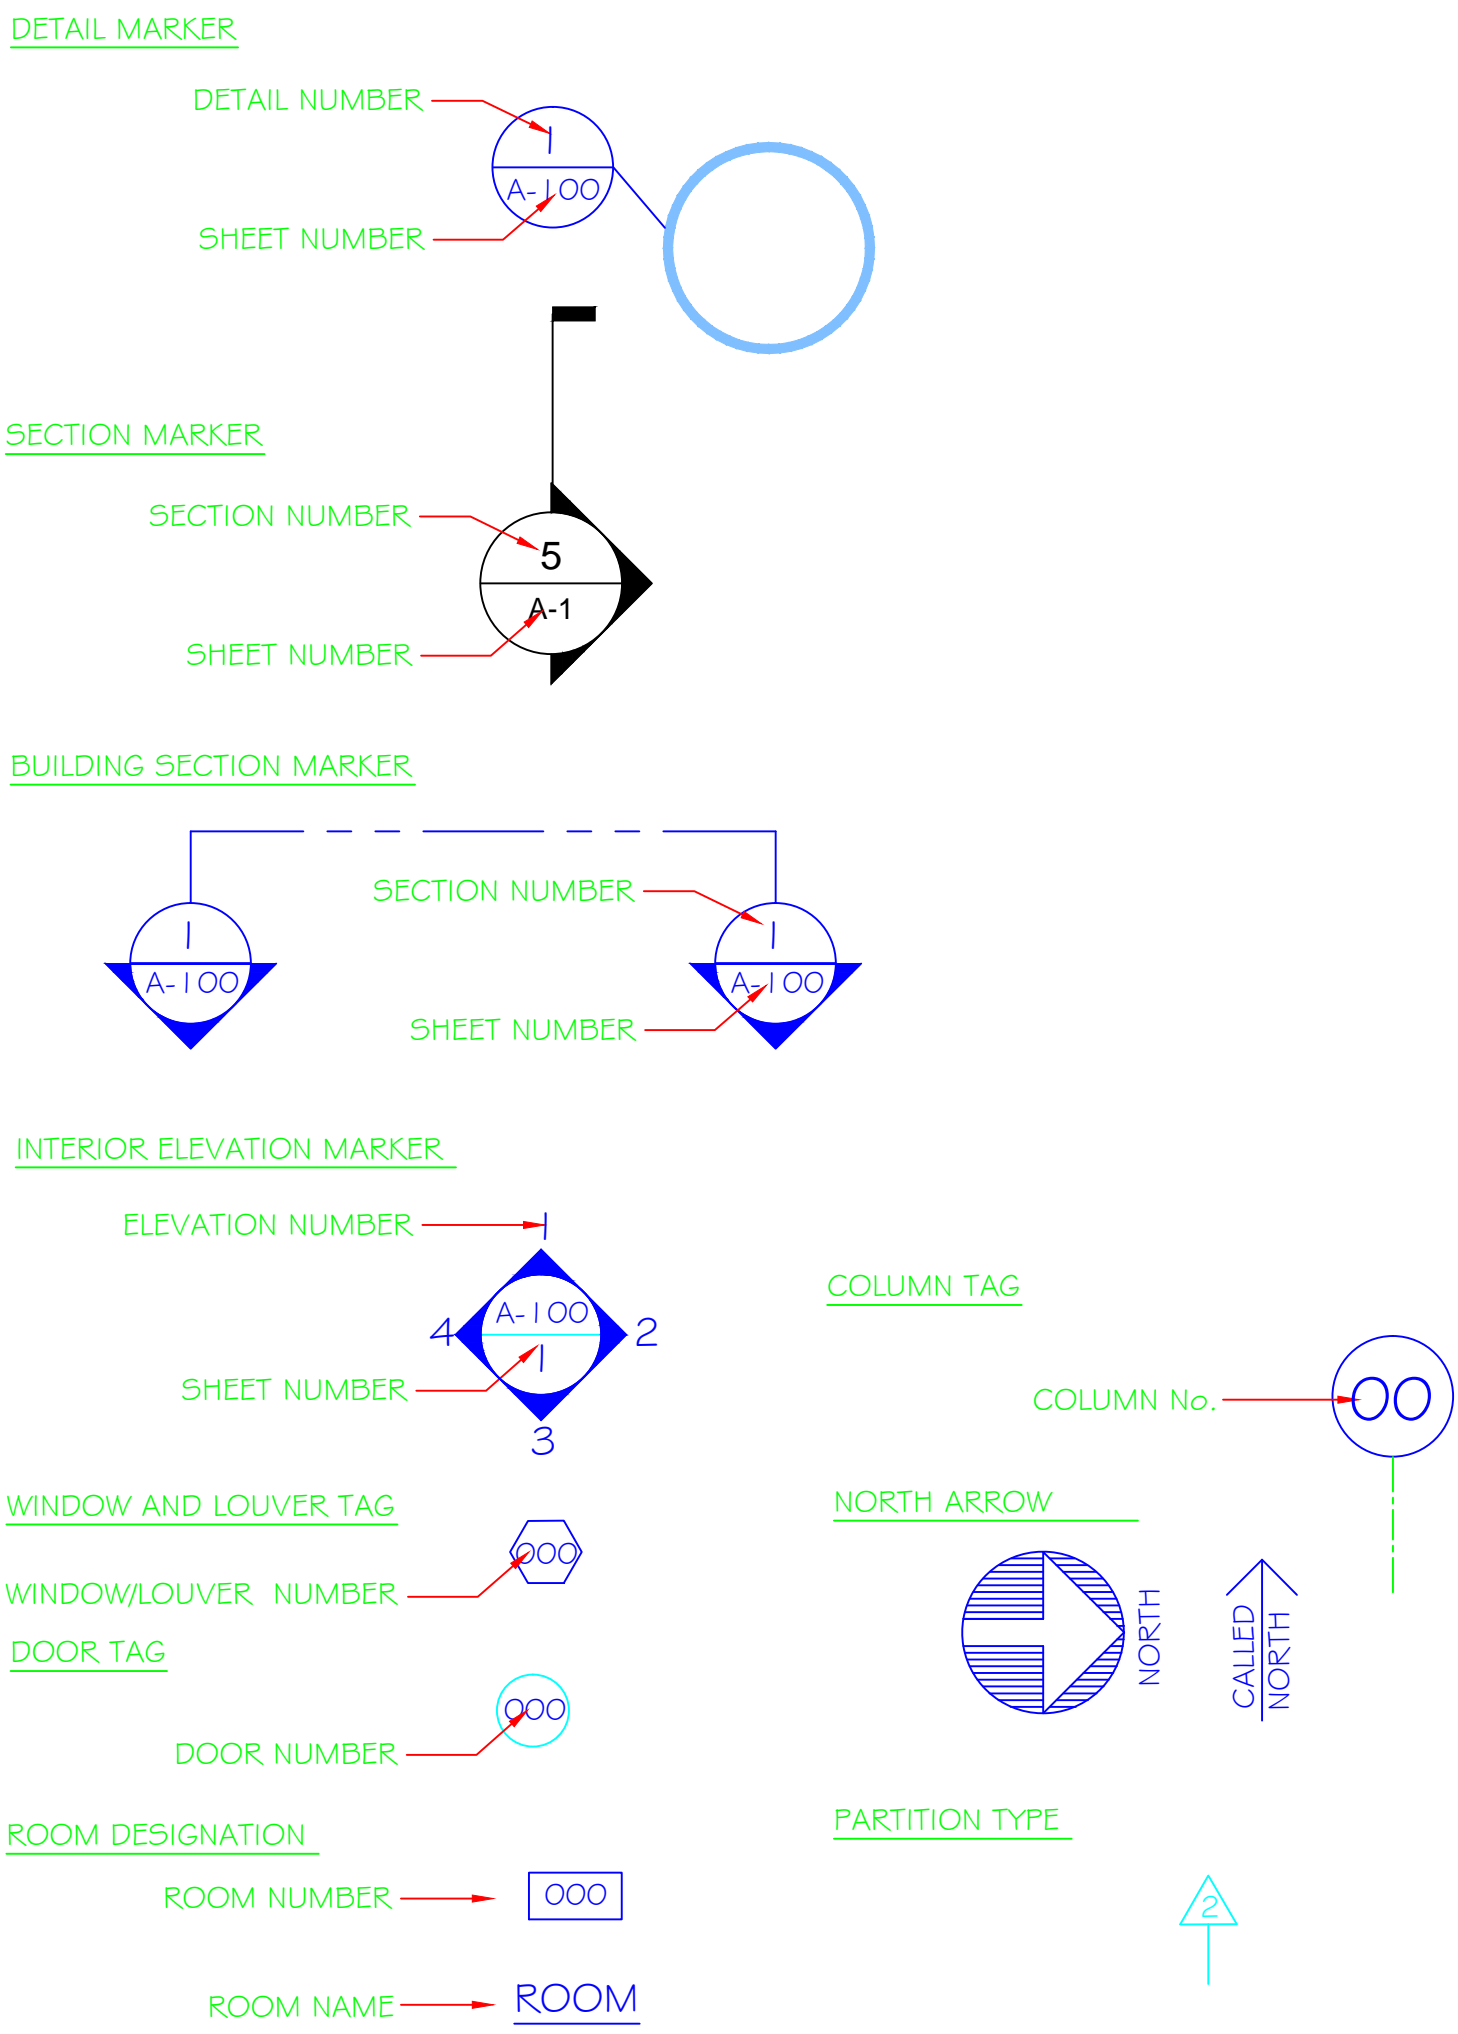 DETAIL MARKER
DETAIL NUMBER
1
A-100
SHEET NUMBER
SECTION MARKER
SECTION NUMBER
5
A-1
SHEET NUMBER
BUILDING SECTION MARKER
SECTION NUMBER
1
1
A-100
A-100
SHEET NUMBER
INTERIOR ELEVATION MARKER
ELEVATION NUMBER
1
A-100
4
2
1
SHEET NUMBER
3
COLUMN TAG
COLUMN No.
00
WINDOW AND LOUVER TAG
000
WINDOW/LOUVER NUMBER
NORTH ARROW
NORTH
CALLED
NORTH
DOOR TAG
000
DOOR NUMBER
ROOM DESIGNATION
ROOM NUMBER
000
ROOM NAME
ROOM
PARTITION TYPE
2